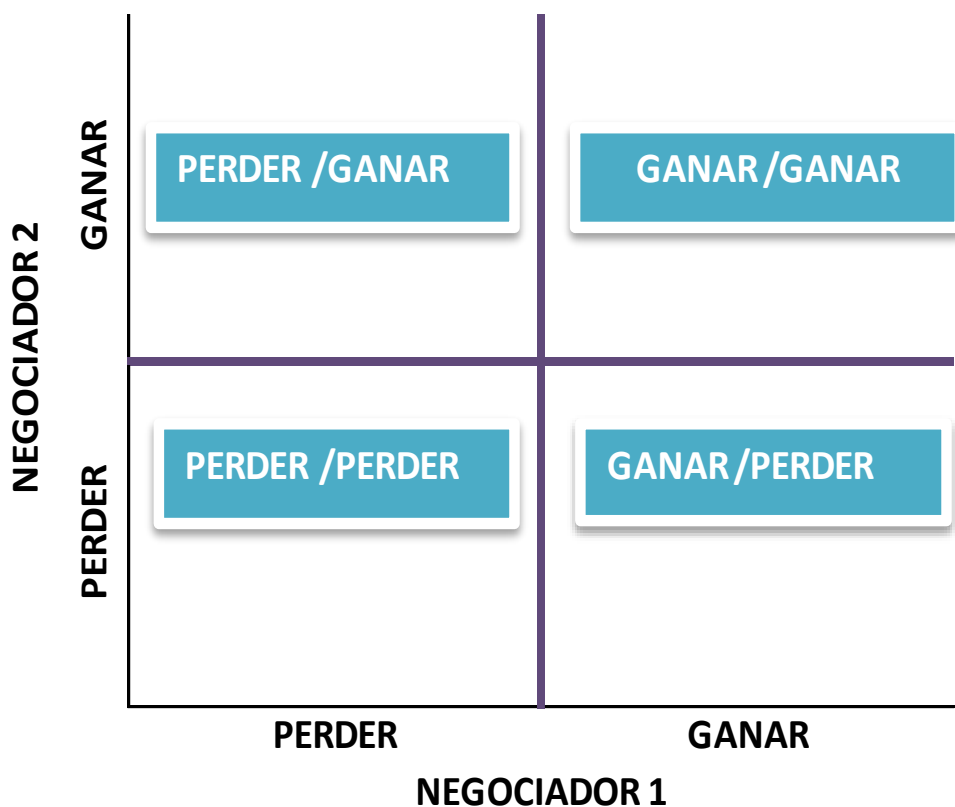 NEGOCIADOR 2
GANAR
PERDER /GANAR
GANAR/GANAR
PERDER
PERDER /PERDER
GANAR/PERDER
PERDER
GANAR
NEGOCIADOR 1